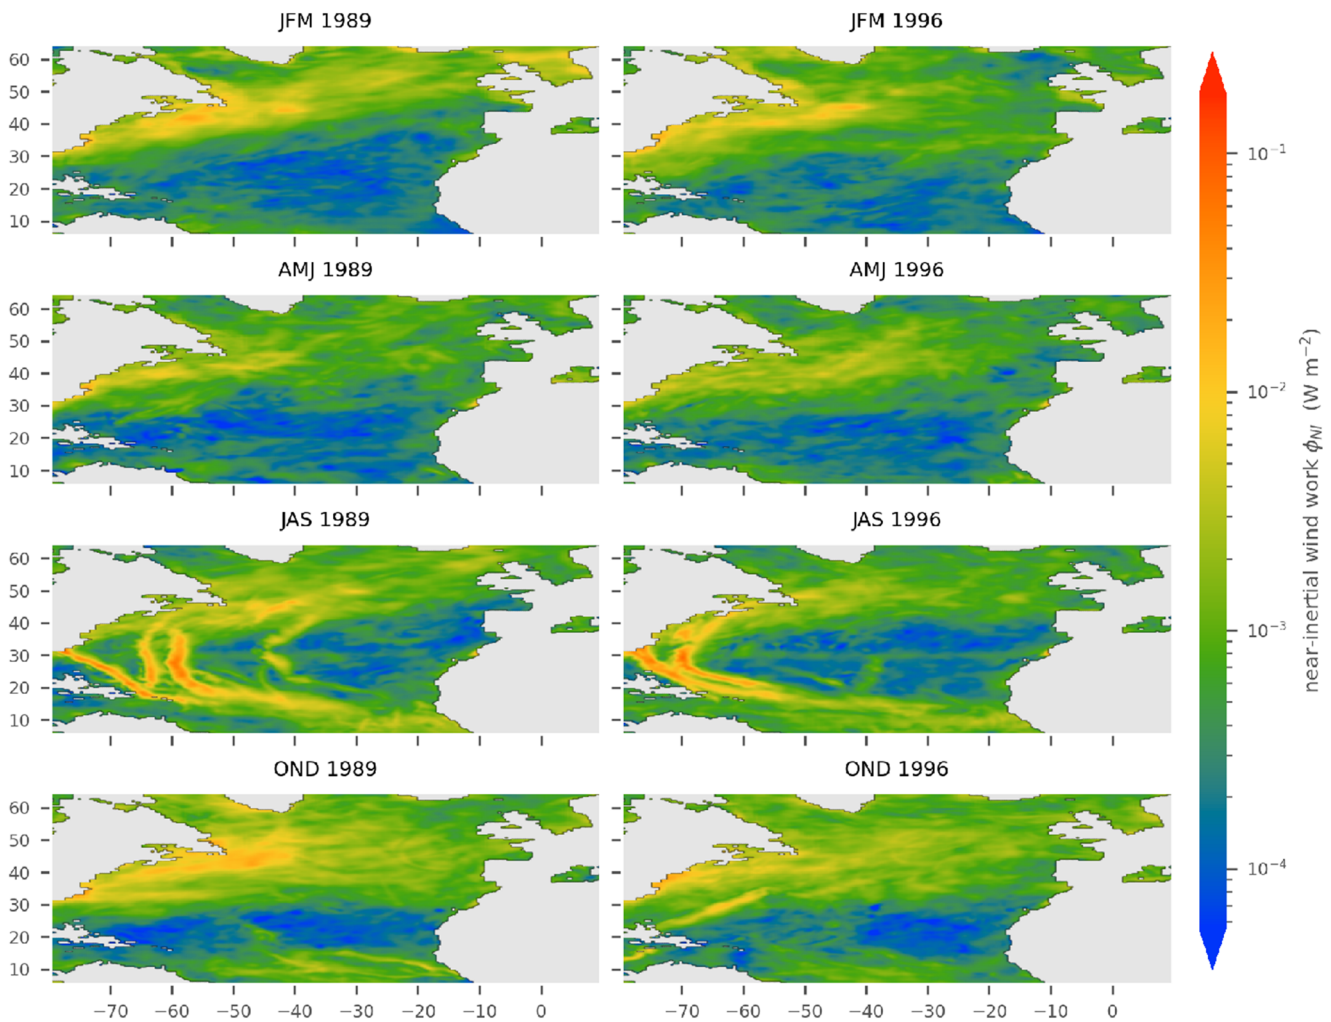 JFM 1989
JFM 1996
60
50
40
30
20
10
AMJ 1989
AMJ 1996
60
50
40
30
20
10
JAS 1989
JAS 1996
60
50
40
30
20
10
OND 1989
OND 1996
60
50
40
30
20
10
−70 −60 −50 −40 −30 −20 −10 0
−70 −60 −50 −40 −30 −20 −10 0
10⁻¹
10⁻²
10⁻³
10⁻⁴
near-inertial wind work ϕ_NI (W m⁻²)